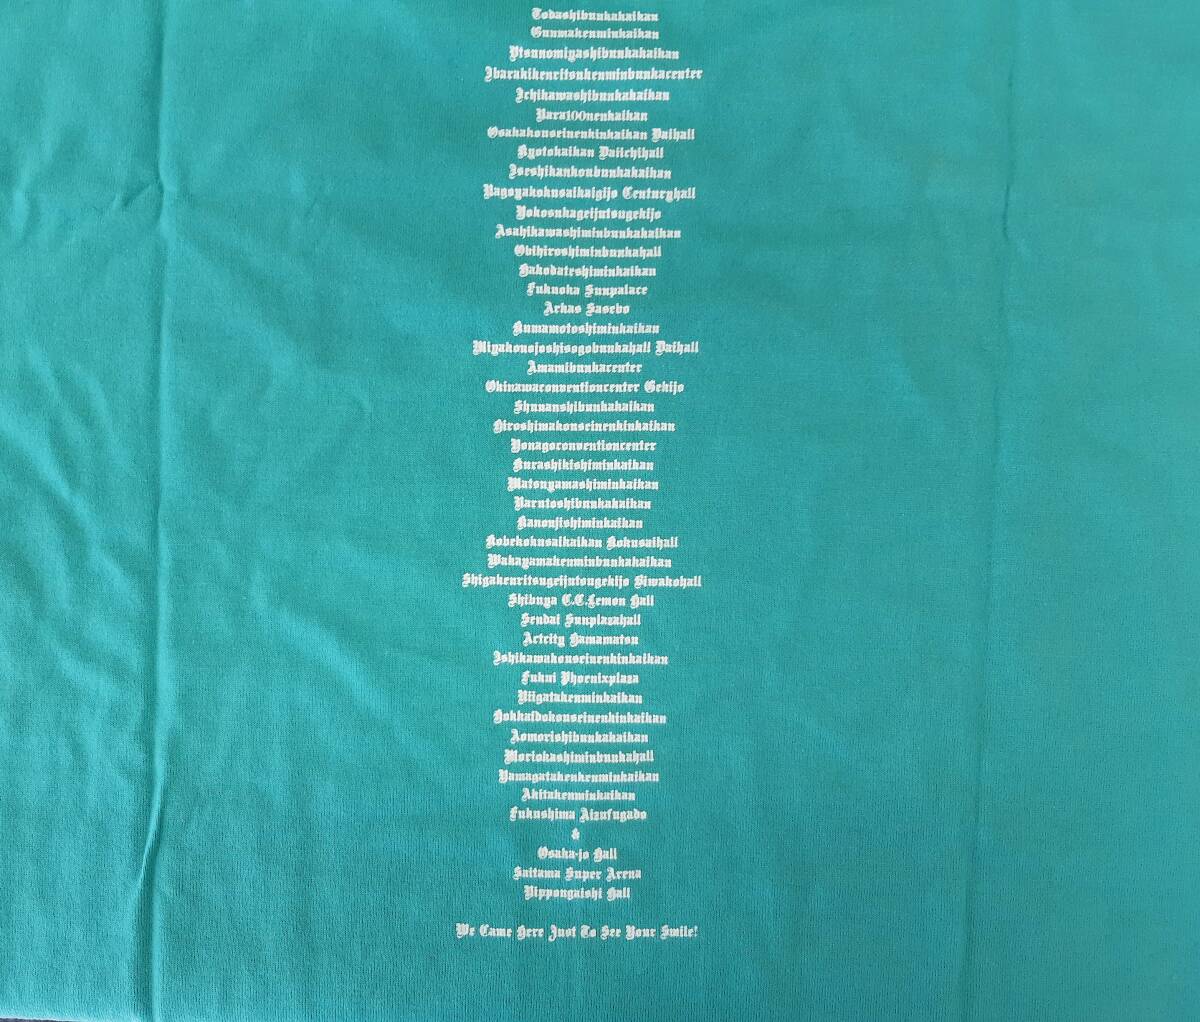 Todashibunkakaikan
Gunmakenminkaikan
Utsunomiyashibunkakaikan
Ibarakikenritsukenminbunkacenter
Ichikawashibunkakaikan
Nara100nenkaikan
Osakakouseinenkinkaikan Daihall
Kyotokaikan Daiichihall
Iseshikankoubunkakaikan
Nagoyakokusaikaigijo Centuryhall
Yokosukageijutsugekijo
Asahikawashiminbunkakaikan
Obihiroshiminbunkahall
Hakodateshiminkaikan
Fukuoka Sunpalace
Arkas Sasebo
Kumamotoshiminkaikan
Miyakonojoshisogobunkahall Daihall
Amamibunkacenter
Okinawaconventioncenter Gekijo
Shunanshibunkakaikan
Hiroshimakouseinenkinkaikan
Yonagoconventioncenter
Kurashikishiminkaikan
Matsuyamashiminkaikan
Narutoshibunkakaikan
Kanonjishiminkaikan
Kobekokusaikaikan Kokusaihall
Wakayamakenminbunkakaikan
Shigakenritsugeijutsugekijo Biwakohall
Shibuya C.C.Lemon Hall
Sendai Sunplazahall
Actcity Hamamatsu
Ishikawakouseinenkinkaikan
Fukui Phoenixplaza
Niigatakenminkaikan
Hokkaidokouseinenkinkaikan
Aomorishibunkakaikan
Moriokashiminbunkahall
Yamagatakenkenminkaikan
Akitakenminkaikan
Fukushima Aizufugado
&
Osaka-jo Hall
Saitama Super Arena
Nippongaishi Hall
We Came Here Just To See Your Smile!